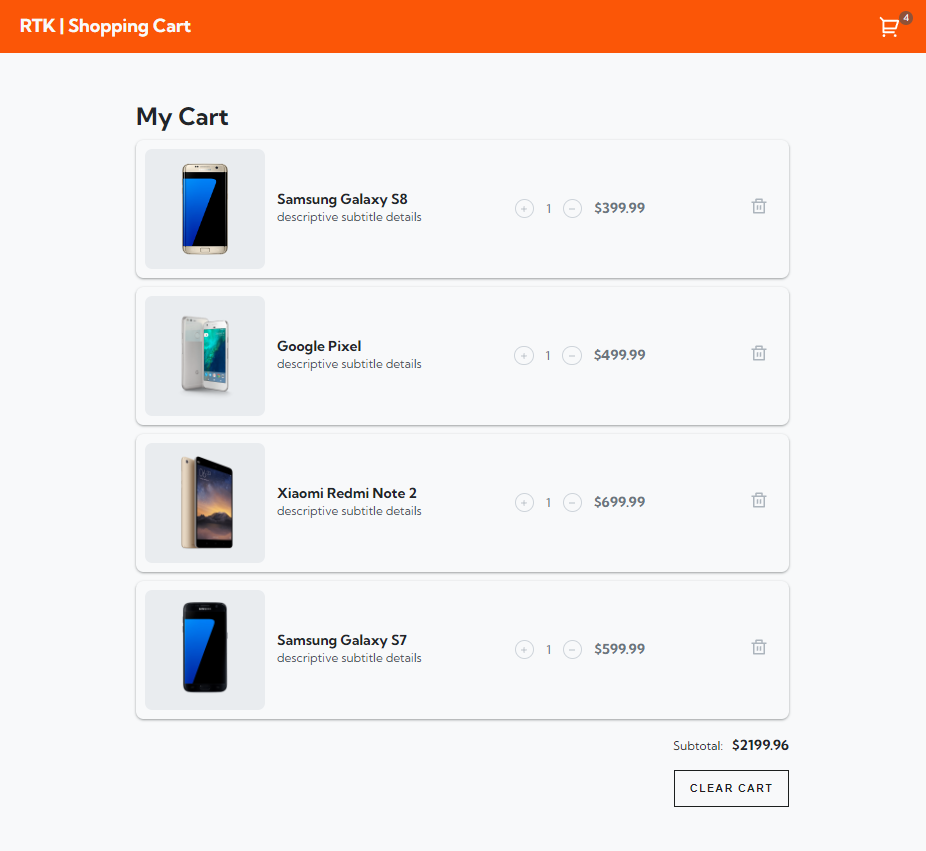 RTK | Shopping Cart
4
My Cart
Samsung Galaxy S8
descriptive subtitle details
+ 1 − $399.99
Google Pixel
descriptive subtitle details
+ 1 − $499.99
Xiaomi Redmi Note 2
descriptive subtitle details
+ 1 − $699.99
Samsung Galaxy S7
descriptive subtitle details
+ 1 − $599.99
Subtotal: $2199.96
CLEAR CART